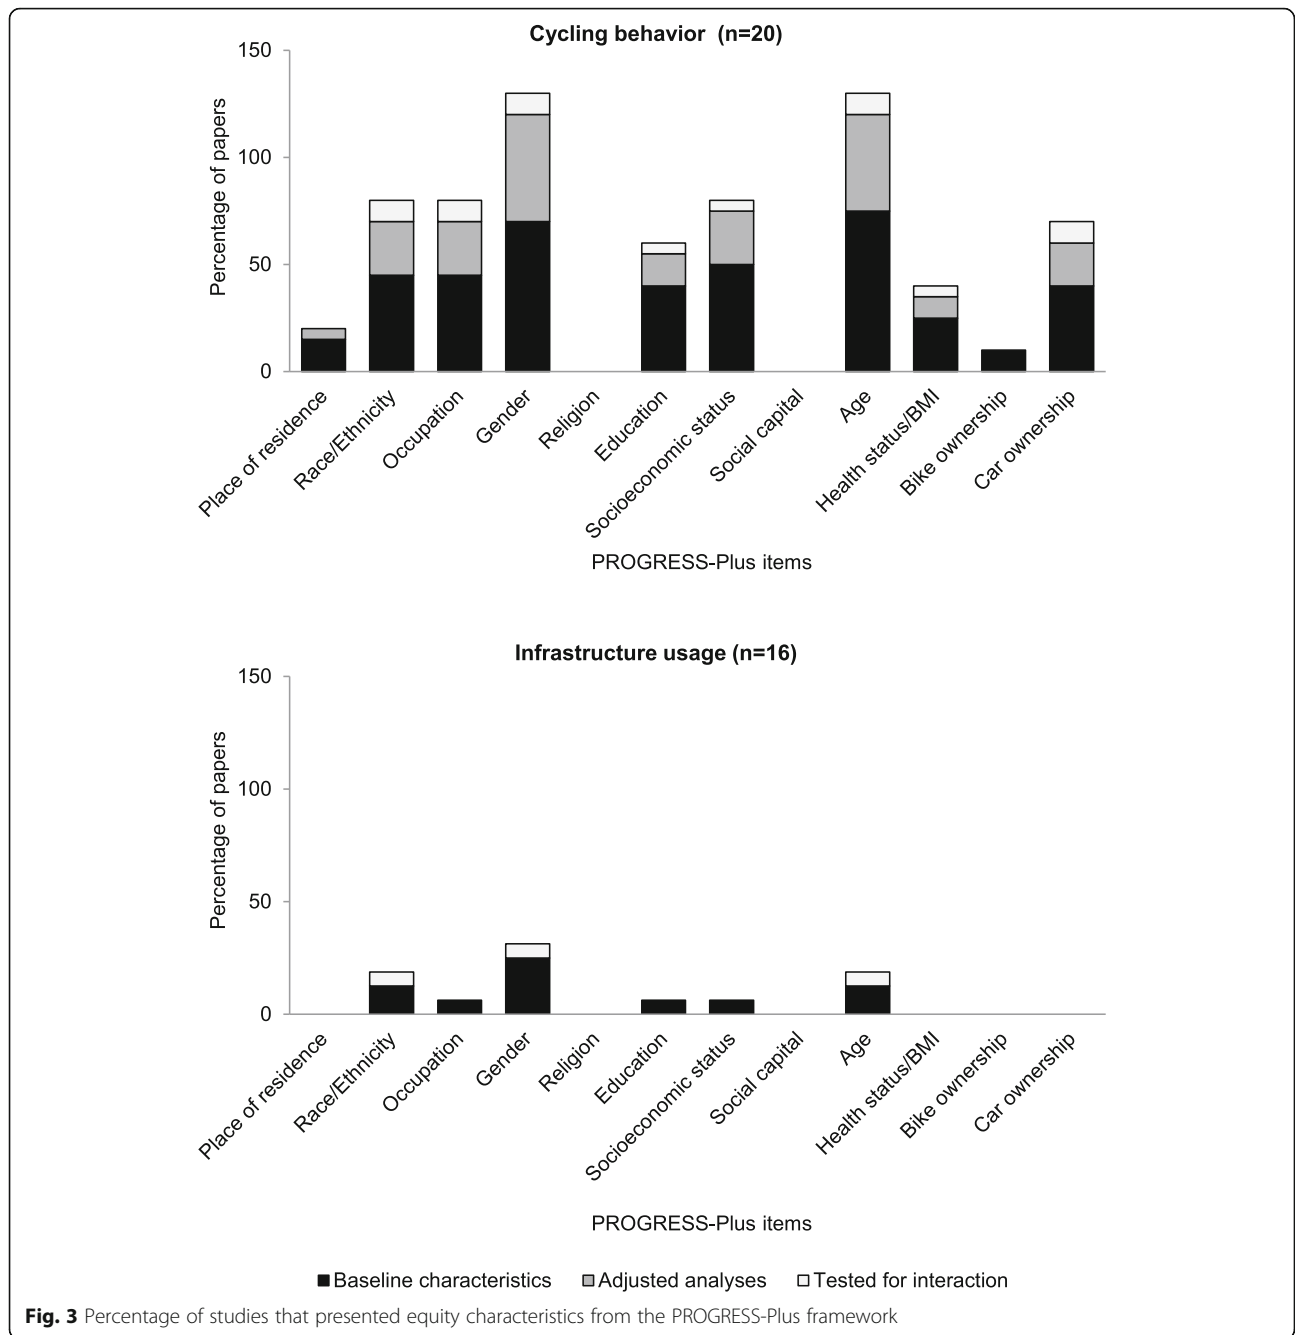 Cycling behavior (n=20)
150
100
50
0
Percentage of papers
Place of residence
Race/Ethnicity
Occupation
Gender
Religion
Education
Socioeconomic status
Social capital
Age
Health status/BMI
Bike ownership
Car ownership
PROGRESS-Plus items
Infrastructure usage (n=16)
150
100
50
0
Percentage of papers
Place of residence
Race/Ethnicity
Occupation
Gender
Religion
Education
Socioeconomic status
Social capital
Age
Health status/BMI
Bike ownership
Car ownership
PROGRESS-Plus items
Baseline characteristics Adjusted analyses Tested for interaction
Fig. 3 Percentage of studies that presented equity characteristics from the PROGRESS-Plus framework